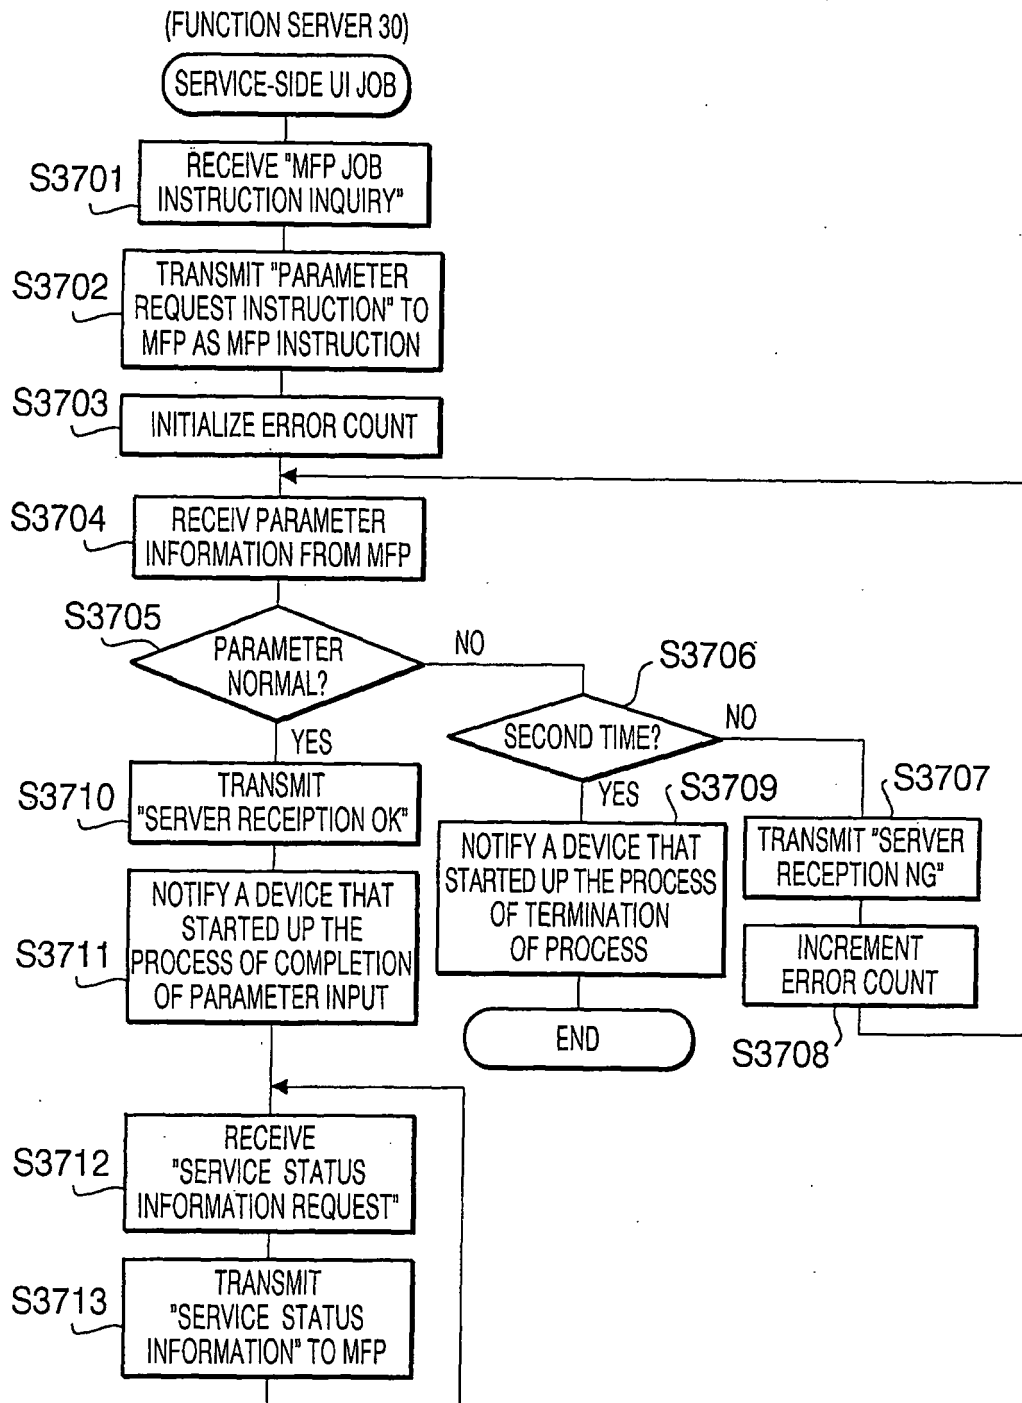 (FUNCTION SERVER 30)
SERVICE-SIDE UI JOB
S3701
RECEIVE "MFP JOB
INSTRUCTION INQUIRY"
S3702
TRANSMIT "PARAMETER
REQUEST INSTRUCTION" TO
MFP AS MFP INSTRUCTION
S3703
INITIALIZE ERROR COUNT
S3704
RECEIV PARAMETER
INFORMATION FROM MFP
S3705
PARAMETER
NORMAL?
NO
YES
S3706
SECOND TIME?
NO
YES
S3707
TRANSMIT "SERVER
RECEPTION NG"
INCREMENT
ERROR COUNT
S3708
S3709
NOTIFY A DEVICE THAT
STARTED UP THE PROCESS
OF TERMINATION
OF PROCESS
END
S3710
TRANSMIT
"SERVER RECEIPTION OK"
S3711
NOTIFY A DEVICE THAT
STARTED UP THE
PROCESS OF COMPLETION
OF PARAMETER INPUT
S3712
RECEIVE
"SERVICE STATUS
INFORMATION REQUEST"
S3713
TRANSMIT
"SERVICE STATUS
INFORMATION" TO MFP